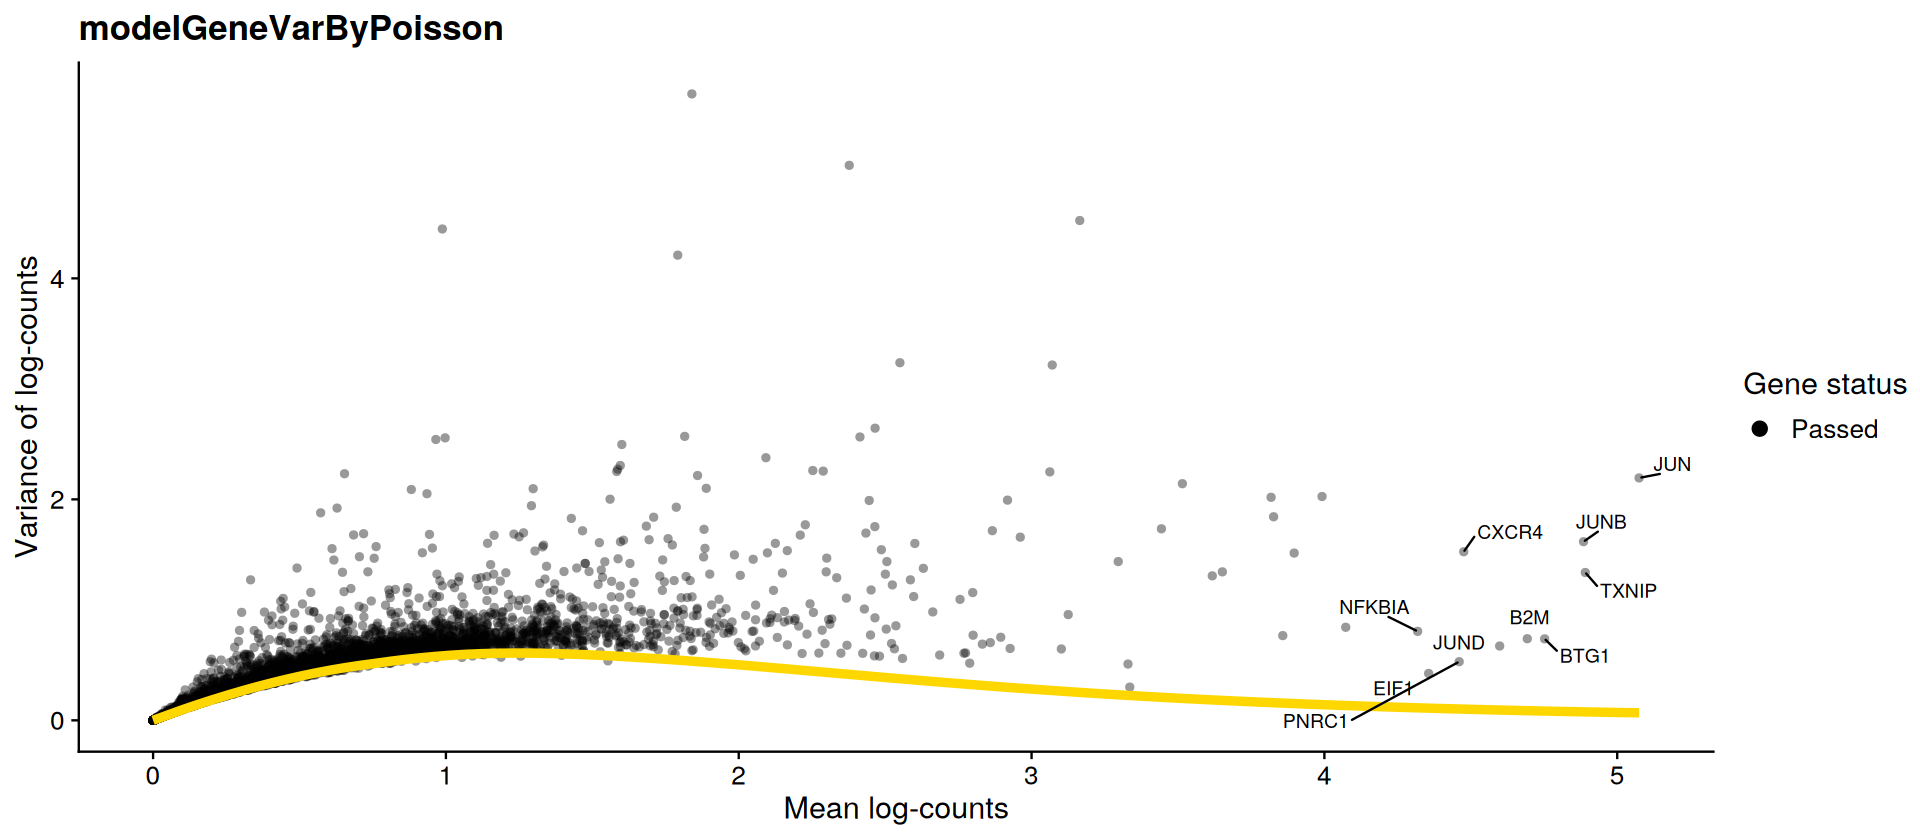 modelGeneVarByPoisson
Variance of log-counts
4
2
0
JUN
JUNB
CXCR4
TXNIP
NFKBIA
B2M
JUND
BTG1
EIF1
PNRC1
0 1 2 3 4 5
Mean log-counts
Gene status
Passed